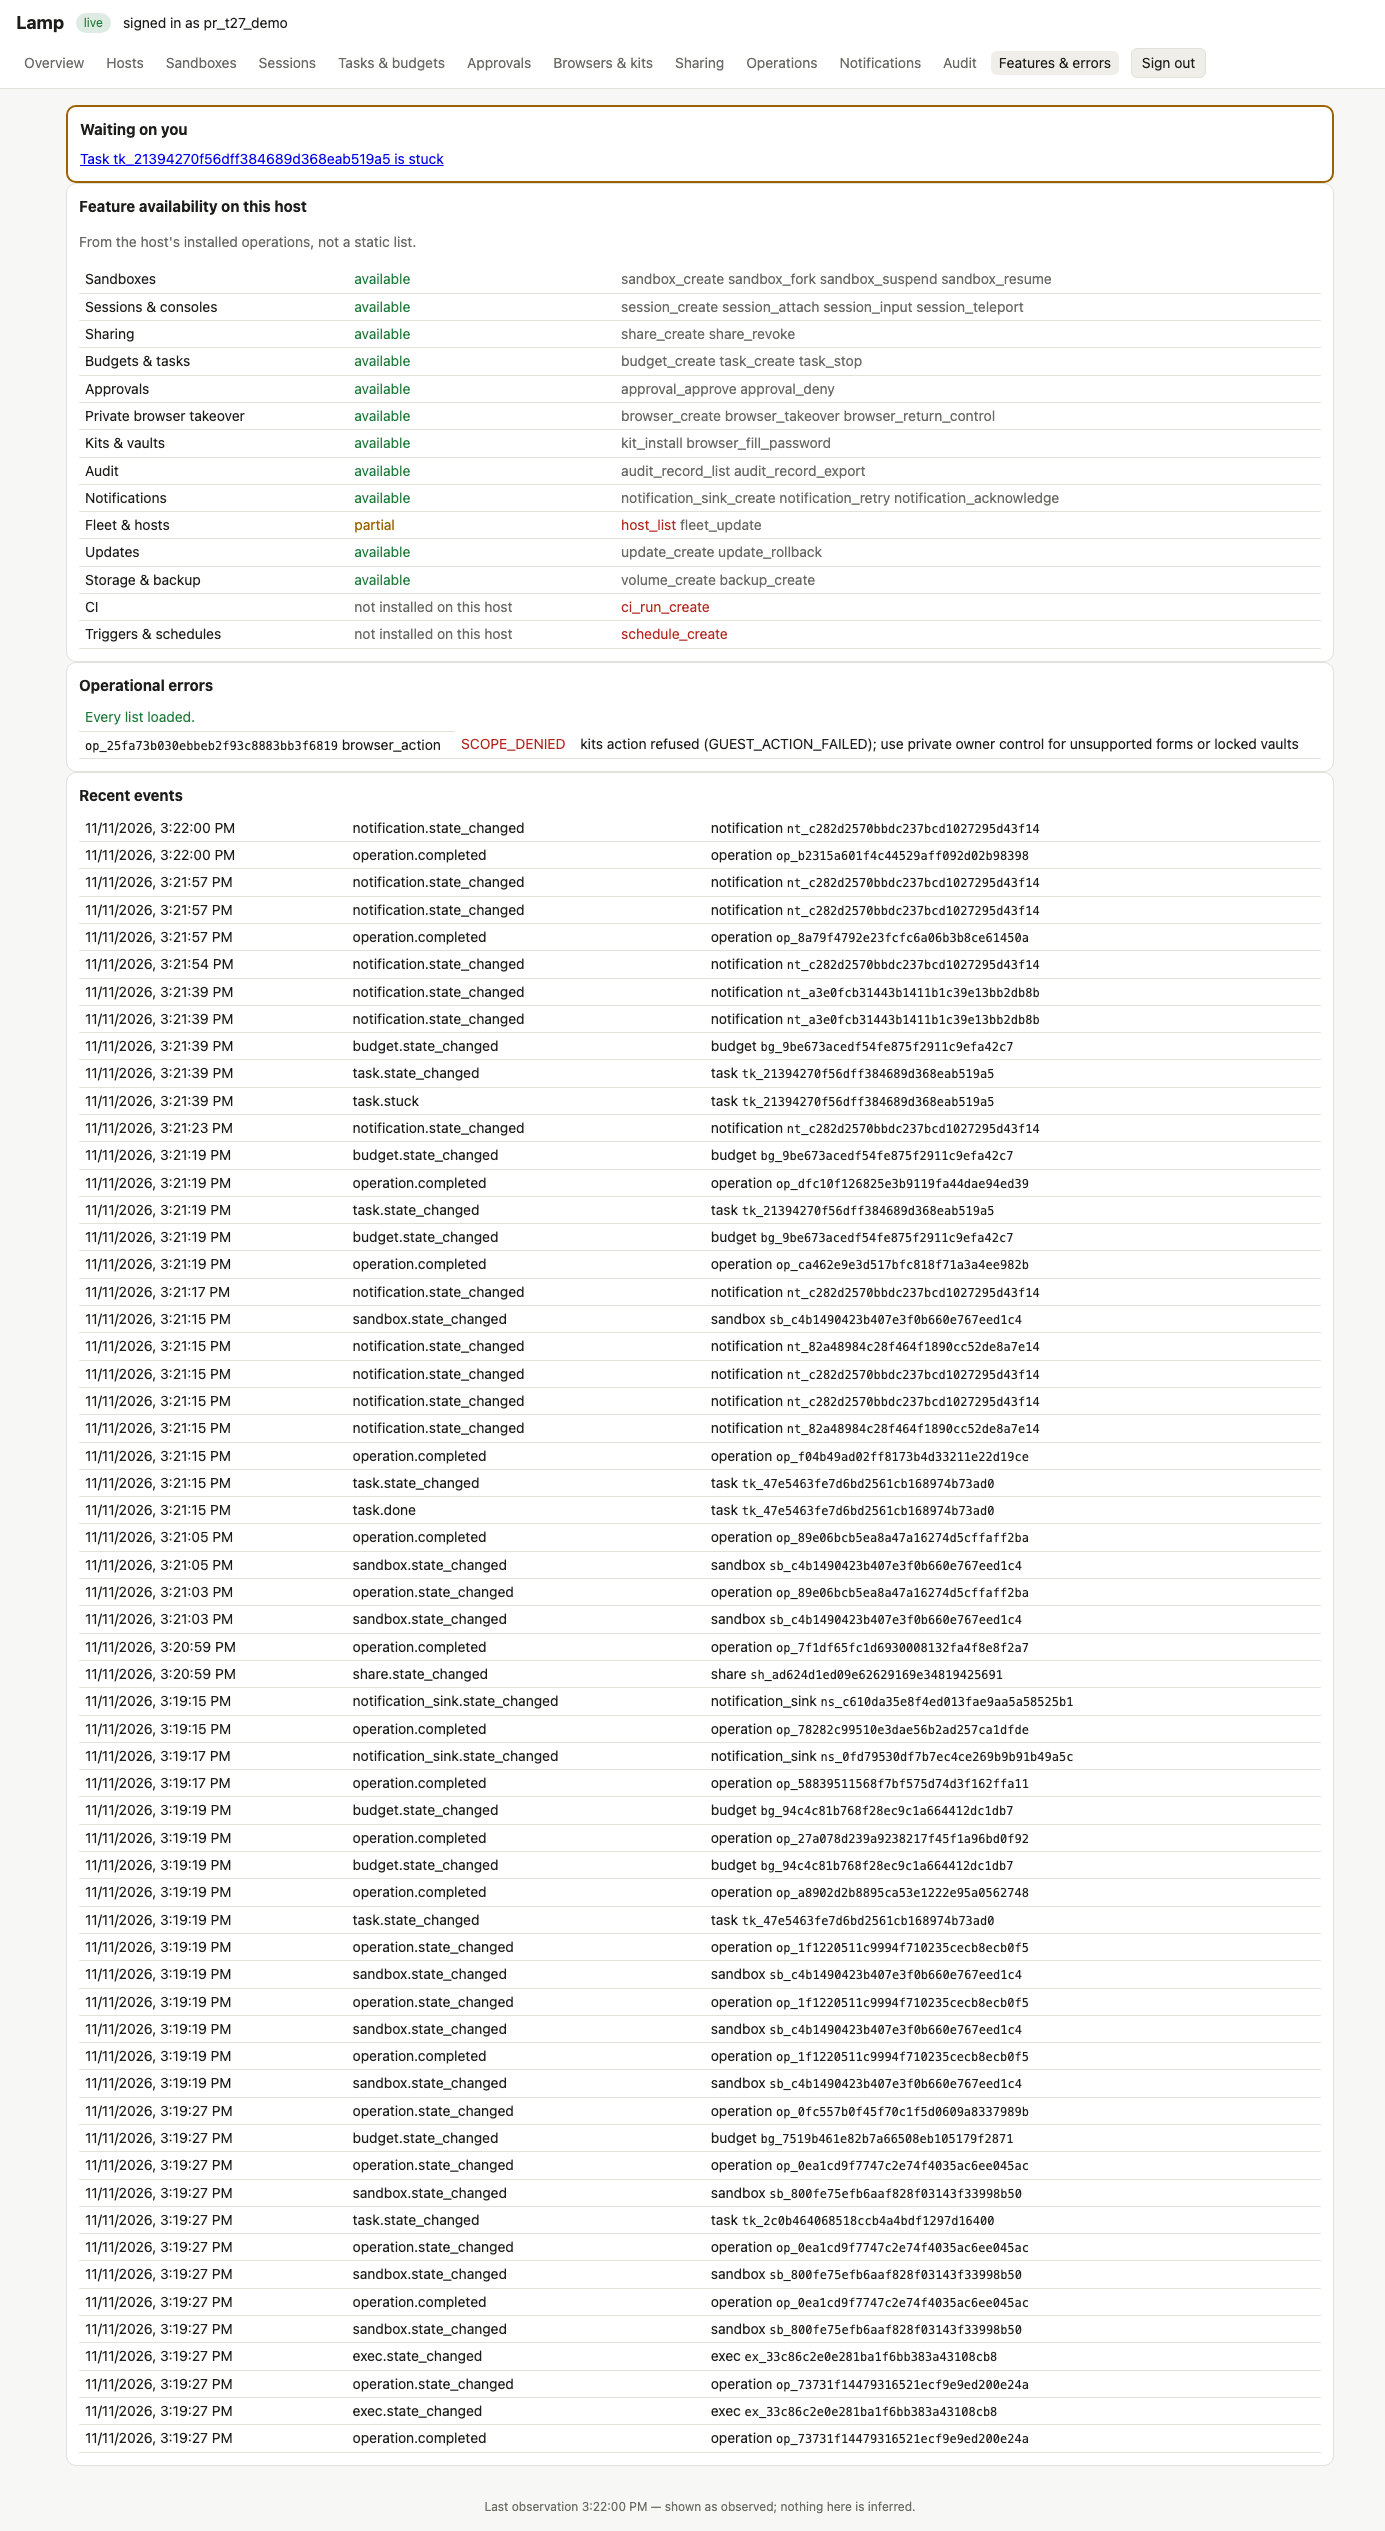 Lamp live signed in as pr_t27_demo
Overview Hosts Sandboxes Sessions Tasks & budgets Approvals Browsers & kits Sharing Operations Notifications Audit Features & errors Sign out
Waiting on you
Task tk_21394270f56dff384689d368eab519a5 is stuck
Feature availability on this host
From the host's installed operations, not a static list.
Sandboxes available sandbox_create sandbox_fork sandbox_suspend sandbox_resume
Sessions & consoles available session_create session_attach session_input session_teleport
Sharing available share_create share_revoke
Budgets & tasks available budget_create task_create task_stop
Approvals available approval_approve approval_deny
Private browser takeover available browser_create browser_takeover browser_return_control
Kits & vaults available kit_install browser_fill_password
Audit available audit_record_list audit_record_export
Notifications available notification_sink_create notification_retry notification_acknowledge
Fleet & hosts partial host_list fleet_update
Updates available update_create update_rollback
Storage & backup available volume_create backup_create
CI not installed on this host ci_run_create
Triggers & schedules not installed on this host schedule_create
Operational errors
Every list loaded.
op_25fa73b030ebbeb2f93c8883bb3f6819 browser_action SCOPE_DENIED kits action refused (GUEST_ACTION_FAILED); use private owner control for unsupported forms or locked vaults
Recent events
11/11/2026, 3:22:00 PM notification.state_changed notification nt_c282d2570bbdc237bcd1027295d43f14
11/11/2026, 3:22:00 PM operation.completed operation op_b2315a601f4c44529aff092d02b98398
11/11/2026, 3:21:57 PM notification.state_changed notification nt_c282d2570bbdc237bcd1027295d43f14
11/11/2026, 3:21:57 PM notification.state_changed notification nt_c282d2570bbdc237bcd1027295d43f14
11/11/2026, 3:21:57 PM operation.completed operation op_8a79f4792e23fcfc6a06b3b8ce61450a
11/11/2026, 3:21:54 PM notification.state_changed notification nt_c282d2570bbdc237bcd1027295d43f14
11/11/2026, 3:21:39 PM notification.state_changed notification nt_a3e0fcb31443b1411b1c39e13bb2db8b
11/11/2026, 3:21:39 PM notification.state_changed notification nt_a3e0fcb31443b1411b1c39e13bb2db8b
11/11/2026, 3:21:39 PM budget.state_changed budget bg_9be673acedf54fe875f2911c9efa42c7
11/11/2026, 3:21:39 PM task.state_changed task tk_21394270f56dff384689d368eab519a5
11/11/2026, 3:21:39 PM task.stuck task tk_21394270f56dff384689d368eab519a5
11/11/2026, 3:21:23 PM notification.state_changed notification nt_c282d2570bbdc237bcd1027295d43f14
11/11/2026, 3:21:19 PM budget.state_changed budget bg_9be673acedf54fe875f2911c9efa42c7
11/11/2026, 3:21:19 PM operation.completed operation op_dfc10f126825e3b9119fa44dae94ed39
11/11/2026, 3:21:19 PM task.state_changed task tk_21394270f56dff384689d368eab519a5
11/11/2026, 3:21:19 PM budget.state_changed budget bg_9be673acedf54fe875f2911c9efa42c7
11/11/2026, 3:21:19 PM operation.completed operation op_ca462e9e3d517bfc818f71a3a4ee982b
11/11/2026, 3:21:17 PM notification.state_changed notification nt_c282d2570bbdc237bcd1027295d43f14
11/11/2026, 3:21:15 PM sandbox.state_changed sandbox sb_c4b1490423b407e3f0b660e767eed1c4
11/11/2026, 3:21:15 PM notification.state_changed notification nt_82a48984c28f464f1890cc52de8a7e14
11/11/2026, 3:21:15 PM notification.state_changed notification nt_c282d2570bbdc237bcd1027295d43f14
11/11/2026, 3:21:15 PM notification.state_changed notification nt_c282d2570bbdc237bcd1027295d43f14
11/11/2026, 3:21:15 PM notification.state_changed notification nt_82a48984c28f464f1890cc52de8a7e14
11/11/2026, 3:21:15 PM operation.completed operation op_f04b49ad02ff8173b4d33211e22d19ce
11/11/2026, 3:21:15 PM task.state_changed task tk_47e5463fe7d6bd2561cb168974b73ad0
11/11/2026, 3:21:15 PM task.done task tk_47e5463fe7d6bd2561cb168974b73ad0
11/11/2026, 3:21:05 PM operation.completed operation op_89e06bcb5ea8a47a16274d5cffaff2ba
11/11/2026, 3:21:05 PM sandbox.state_changed sandbox sb_c4b1490423b407e3f0b660e767eed1c4
11/11/2026, 3:21:03 PM operation.state_changed operation op_89e06bcb5ea8a47a16274d5cffaff2ba
11/11/2026, 3:21:03 PM sandbox.state_changed sandbox sb_c4b1490423b407e3f0b660e767eed1c4
11/11/2026, 3:20:59 PM operation.completed operation op_7f1df65fc1d6930008132fa4f8e8f2a7
11/11/2026, 3:20:59 PM share.state_changed share sh_ad624d1ed09e62629169e34819425691
11/11/2026, 3:19:15 PM notification_sink.state_changed notification_sink ns_c610da35e8f4ed013fae9aa5a58525b1
11/11/2026, 3:19:15 PM operation.completed operation op_78282c99510e3dae56b2ad257ca1dfde
11/11/2026, 3:19:17 PM notification_sink.state_changed notification_sink ns_0fd79530df7b7ec4ce269b9b91b49a5c
11/11/2026, 3:19:17 PM operation.completed operation op_58839511568f7bf575d74d3f162ffa11
11/11/2026, 3:19:19 PM budget.state_changed budget bg_94c4c81b768f28ec9c1a664412dc1db7
11/11/2026, 3:19:19 PM operation.completed operation op_27a078d239a9238217f45f1a96bd0f92
11/11/2026, 3:19:19 PM budget.state_changed budget bg_94c4c81b768f28ec9c1a664412dc1db7
11/11/2026, 3:19:19 PM operation.completed operation op_a8902d2b8895ca53e1222e95a0562748
11/11/2026, 3:19:19 PM task.state_changed task tk_47e5463fe7d6bd2561cb168974b73ad0
11/11/2026, 3:19:19 PM operation.state_changed operation op_1f1220511c9994f710235cecb8ecb0f5
11/11/2026, 3:19:19 PM sandbox.state_changed sandbox sb_c4b1490423b407e3f0b660e767eed1c4
11/11/2026, 3:19:19 PM operation.state_changed operation op_1f1220511c9994f710235cecb8ecb0f5
11/11/2026, 3:19:19 PM sandbox.state_changed sandbox sb_c4b1490423b407e3f0b660e767eed1c4
11/11/2026, 3:19:19 PM operation.completed operation op_1f1220511c9994f710235cecb8ecb0f5
11/11/2026, 3:19:19 PM sandbox.state_changed sandbox sb_c4b1490423b407e3f0b660e767eed1c4
11/11/2026, 3:19:27 PM operation.state_changed operation op_0fc557b0f45f70c1f5d0609a8337989b
11/11/2026, 3:19:27 PM budget.state_changed budget bg_7519b461e82b7a66508eb105179f2871
11/11/2026, 3:19:27 PM operation.state_changed operation op_0ea1cd9f7747c2e74f4035ac6ee045ac
11/11/2026, 3:19:27 PM sandbox.state_changed sandbox sb_800fe75efb6aaf828f03143f33998b50
11/11/2026, 3:19:27 PM task.state_changed task tk_2c0b464068518ccb4a4bdf1297d16400
11/11/2026, 3:19:27 PM operation.state_changed operation op_0ea1cd9f7747c2e74f4035ac6ee045ac
11/11/2026, 3:19:27 PM sandbox.state_changed sandbox sb_800fe75efb6aaf828f03143f33998b50
11/11/2026, 3:19:27 PM operation.completed operation op_0ea1cd9f7747c2e74f4035ac6ee045ac
11/11/2026, 3:19:27 PM sandbox.state_changed sandbox sb_800fe75efb6aaf828f03143f33998b50
11/11/2026, 3:19:27 PM exec.state_changed exec ex_33c86c2e0e281ba1f6bb383a43108cb8
11/11/2026, 3:19:27 PM operation.state_changed operation op_73731f14479316521ecf9e9ed200e24a
11/11/2026, 3:19:27 PM exec.state_changed exec ex_33c86c2e0e281ba1f6bb383a43108cb8
11/11/2026, 3:19:27 PM operation.completed operation op_73731f14479316521ecf9e9ed200e24a
Last observation 3:22:00 PM — shown as observed; nothing here is inferred.